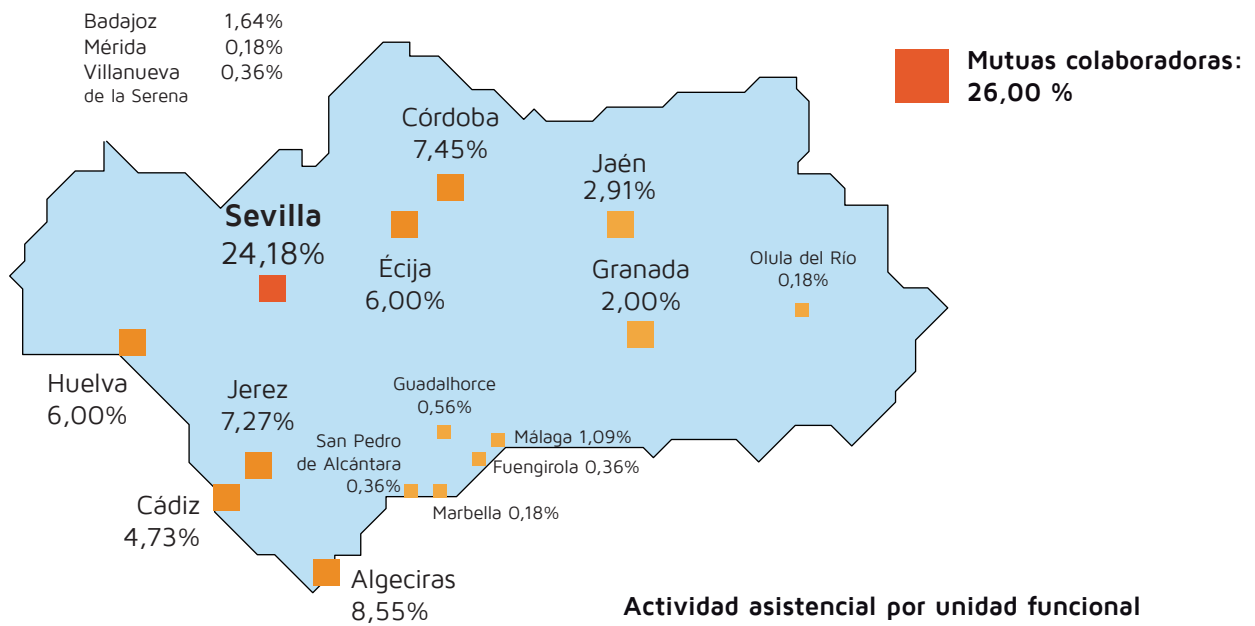 Badajoz 1,64%
Mérida 0,18%
Villanueva 0,36%
de la Serena
Mutuas colaboradoras:
26,00 %
Córdoba
7,45%
Jaén
2,91%
Sevilla
24,18%
Écija
6,00%
Granada
2,00%
Olula del Río
0,18%
Huelva
6,00%
Jerez
7,27%
Guadalhorce
0,56%
San Pedro
de Alcántara
0,36%
Málaga 1,09%
Fuengirola 0,36%
Marbella 0,18%
Cádiz
4,73%
Algeciras
8,55%
Actividad asistencial por unidad funcional